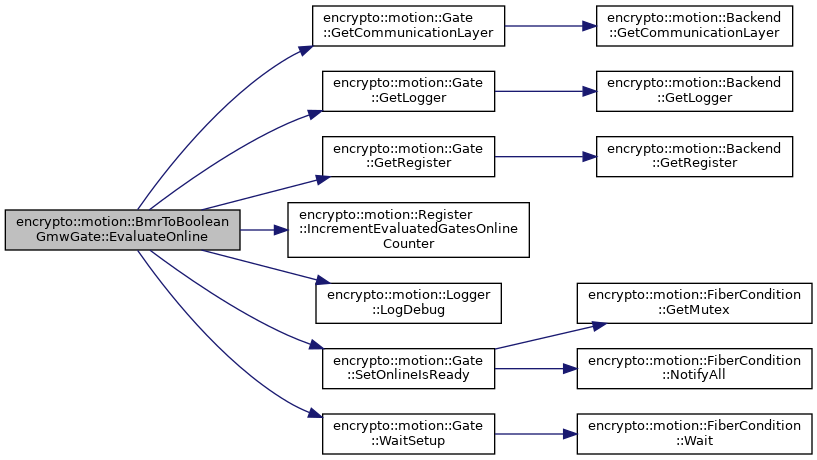 encrypto::motion::BmrToBoolean
GmwGate::EvaluateOnline
encrypto::motion::Gate
::GetCommunicationLayer
encrypto::motion::Backend
::GetCommunicationLayer
encrypto::motion::Gate
::GetLogger
encrypto::motion::Backend
::GetLogger
encrypto::motion::Gate
::GetRegister
encrypto::motion::Backend
::GetRegister
encrypto::motion::Register
::IncrementEvaluatedGatesOnline
Counter
encrypto::motion::Logger
::LogDebug
encrypto::motion::Gate
::SetOnlineIsReady
encrypto::motion::FiberCondition
::GetMutex
encrypto::motion::FiberCondition
::NotifyAll
encrypto::motion::Gate
::WaitSetup
encrypto::motion::FiberCondition
::Wait